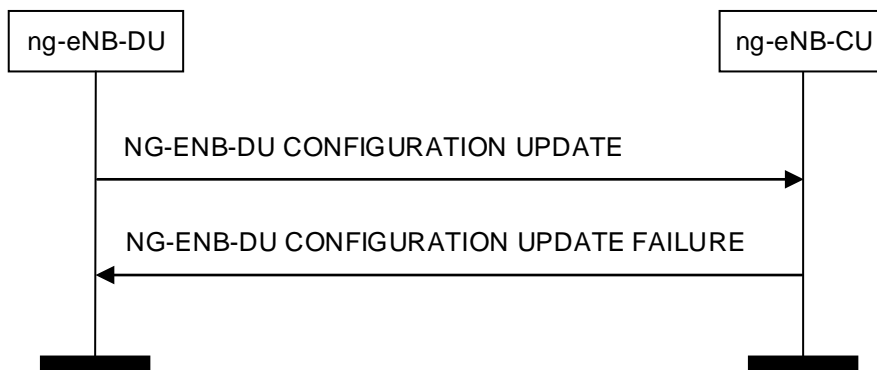 ng-eNB-DU
ng-eNB-CU
NG-ENB-DU CONFIGURATION UPDATE
NG-ENB-DU CONFIGURATION UPDATE FAILURE